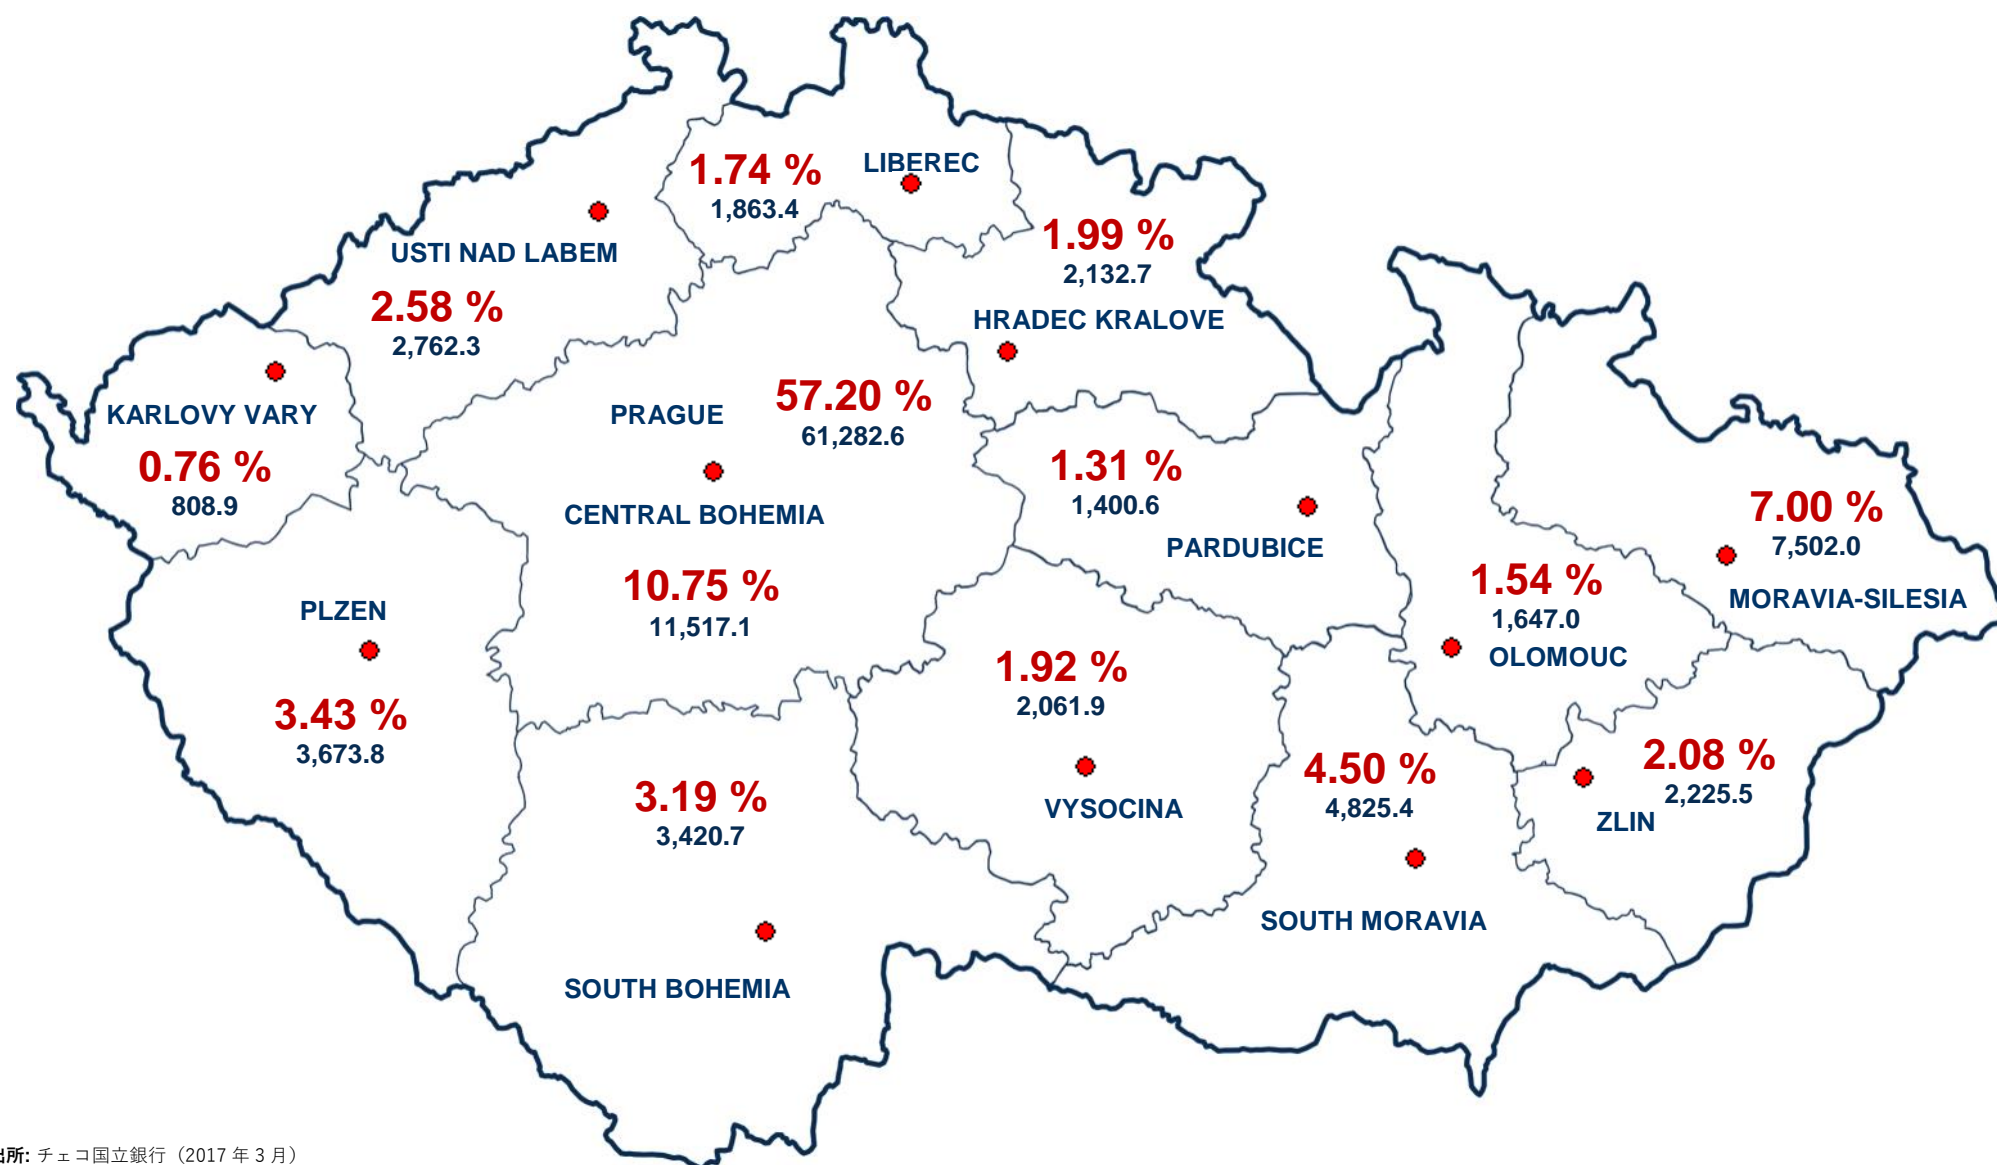 LIBEREC
1.74 %
1,863.4
USTI NAD LABEM
2.58 %
2,762.3
1.99 %
2,132.7
HRADEC KRALOVE
KARLOVY VARY
0.76 %
808.9
PRAGUE
57.20 %
61,282.6
CENTRAL BOHEMIA
10.75 %
11,517.1
1.31 %
1,400.6
PARDUBICE
7.00 %
7,502.0
MORAVIA-SILESIA
1.54 %
1,647.0
OLOMOUC
PLZEN
3.43 %
3,673.8
1.92 %
2,061.9
VYSOCINA
3.19 %
3,420.7
SOUTH BOHEMIA
4.50 %
4,825.4
SOUTH MORAVIA
2.08 %
2,225.5
ZLIN
出所: チェコ国立銀行（2017 年 3 月）